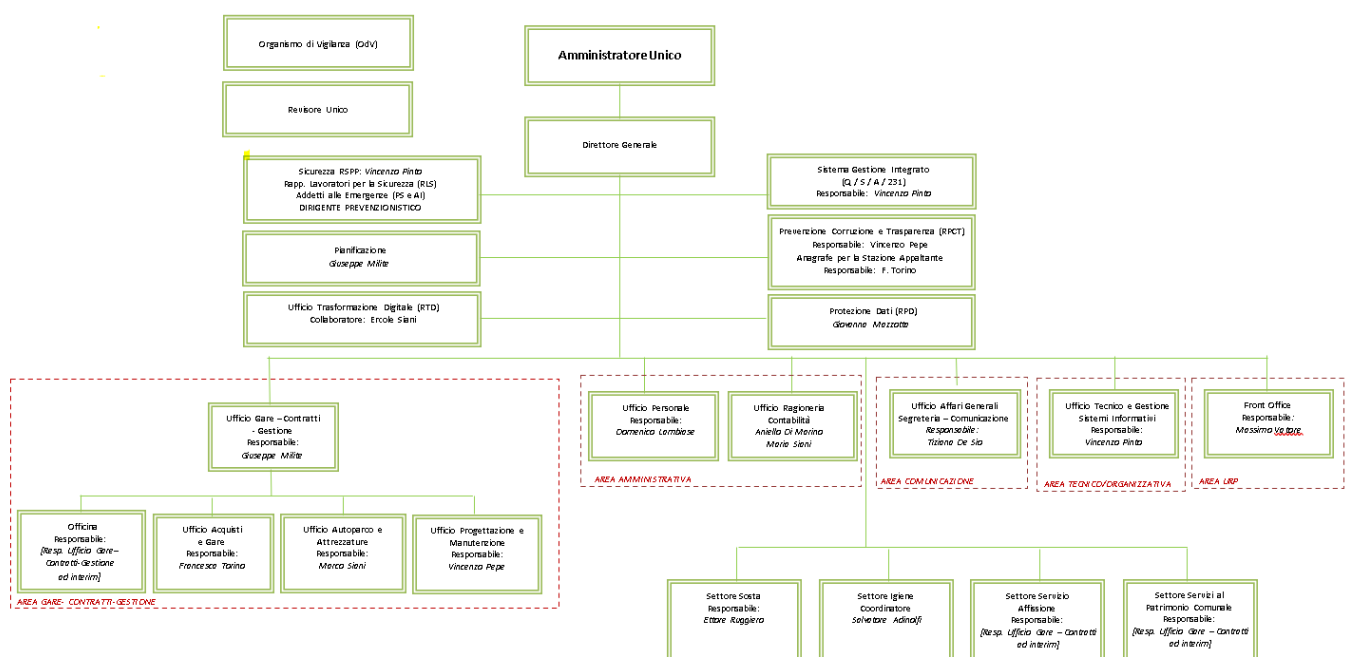 Organismo di Vigilanza (OdV)
Amministratore Unico
Revisore Unico
Direttore Generale
Sicurezza RSPP: Vincenzo Pinto
Rapp. Lavoratori per la Sicurezza (RLS)
Addetti alle Emergenze (PS e AI)
DIRIGENTE PREVENZIONISTICO
Sistema Gestione Integrato
(Q / S / A / 231)
Responsabile: Vincenzo Pinto
Pianificazione
Giuseppe Milite
Prevenzione Corruzione e Trasparenza (RPCT)
Responsabile: Vincenzo Pepe
Anagrafe per la Stazione Appaltante
Responsabile: F. Torino
Ufficio Trasformazione Digitale (RTD)
Collaboratore: Ercole Siani
Protezione Dati (RPD)
Giovanna Mezzatte
Ufficio Gare – Contratti
- Gestione
Responsabile:
Giuseppe Milite
Officina
Responsabile:
[Resp. Ufficio Gare –
Contratti-Gestione
ad interim]
Ufficio Acquisti
e Gare
Responsabile:
Francesco Torino
Ufficio Autoparco e
Attrezzature
Responsabile:
Marco Siani
Ufficio Progettazione e
Manutenzione
Responsabile:
Vincenzo Pepe
AREA GARE- CONTRATTI-GESTIONE
Ufficio Personale
Responsabile:
Domenico Lambiase
Ufficio Ragioneria
Contabilità
Aniello Di Marino
Mario Siani
AREA AMMINISTRATIVA
Ufficio Affari Generali
Segreteria – Comunicazione
Responsabile:
Tiziana De Sio
AREA COMUNICAZIONE
Ufficio Tecnico e Gestione
Sistemi Informativi
Responsabile:
Vincenzo Pinto
AREA TECNICO/ORGANIZZATIVA
Front Office
Responsabile:
Massimo Vattore
AREA URP
Settore Sosta
Responsabile:
Ettore Ruggiero
Settore Igiene
Coordinatore
Salvatore Adinolfi
Settore Servizio
Affissione
Responsabile:
[Resp. Ufficio Gare – Contratti
ad interim]
Settore Servizi al
Patrimonio Comunale
Responsabile:
[Resp. Ufficio Gare – Contratti
ad interim]